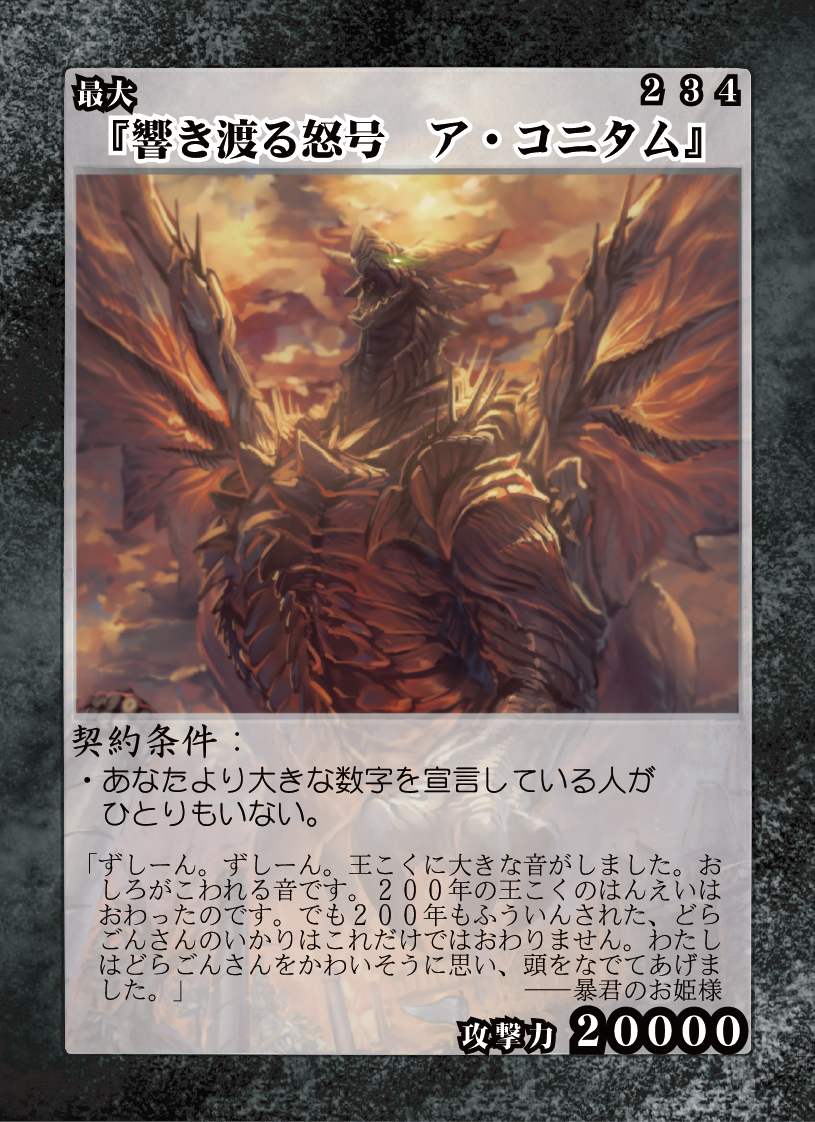 最大
2 3 4
『響き渡る怒号　ア・コニタム』
契約条件：
・あなたより大きな数字を宣言している人が
ひとりもいない。
「ずしーん。ずしーん。王こくに大きな音がしました。お
しろがこわれる音です。２００年の王こくのはんえいは
おわったのです。でも２００年もふういんされた、どら
ごんさんのいかりはこれだけではおわりません。わたし
はどらごんさんをかわいそうに思い、頭をなでてあげま
した。」　——暴君のお姫様
攻撃力 20000